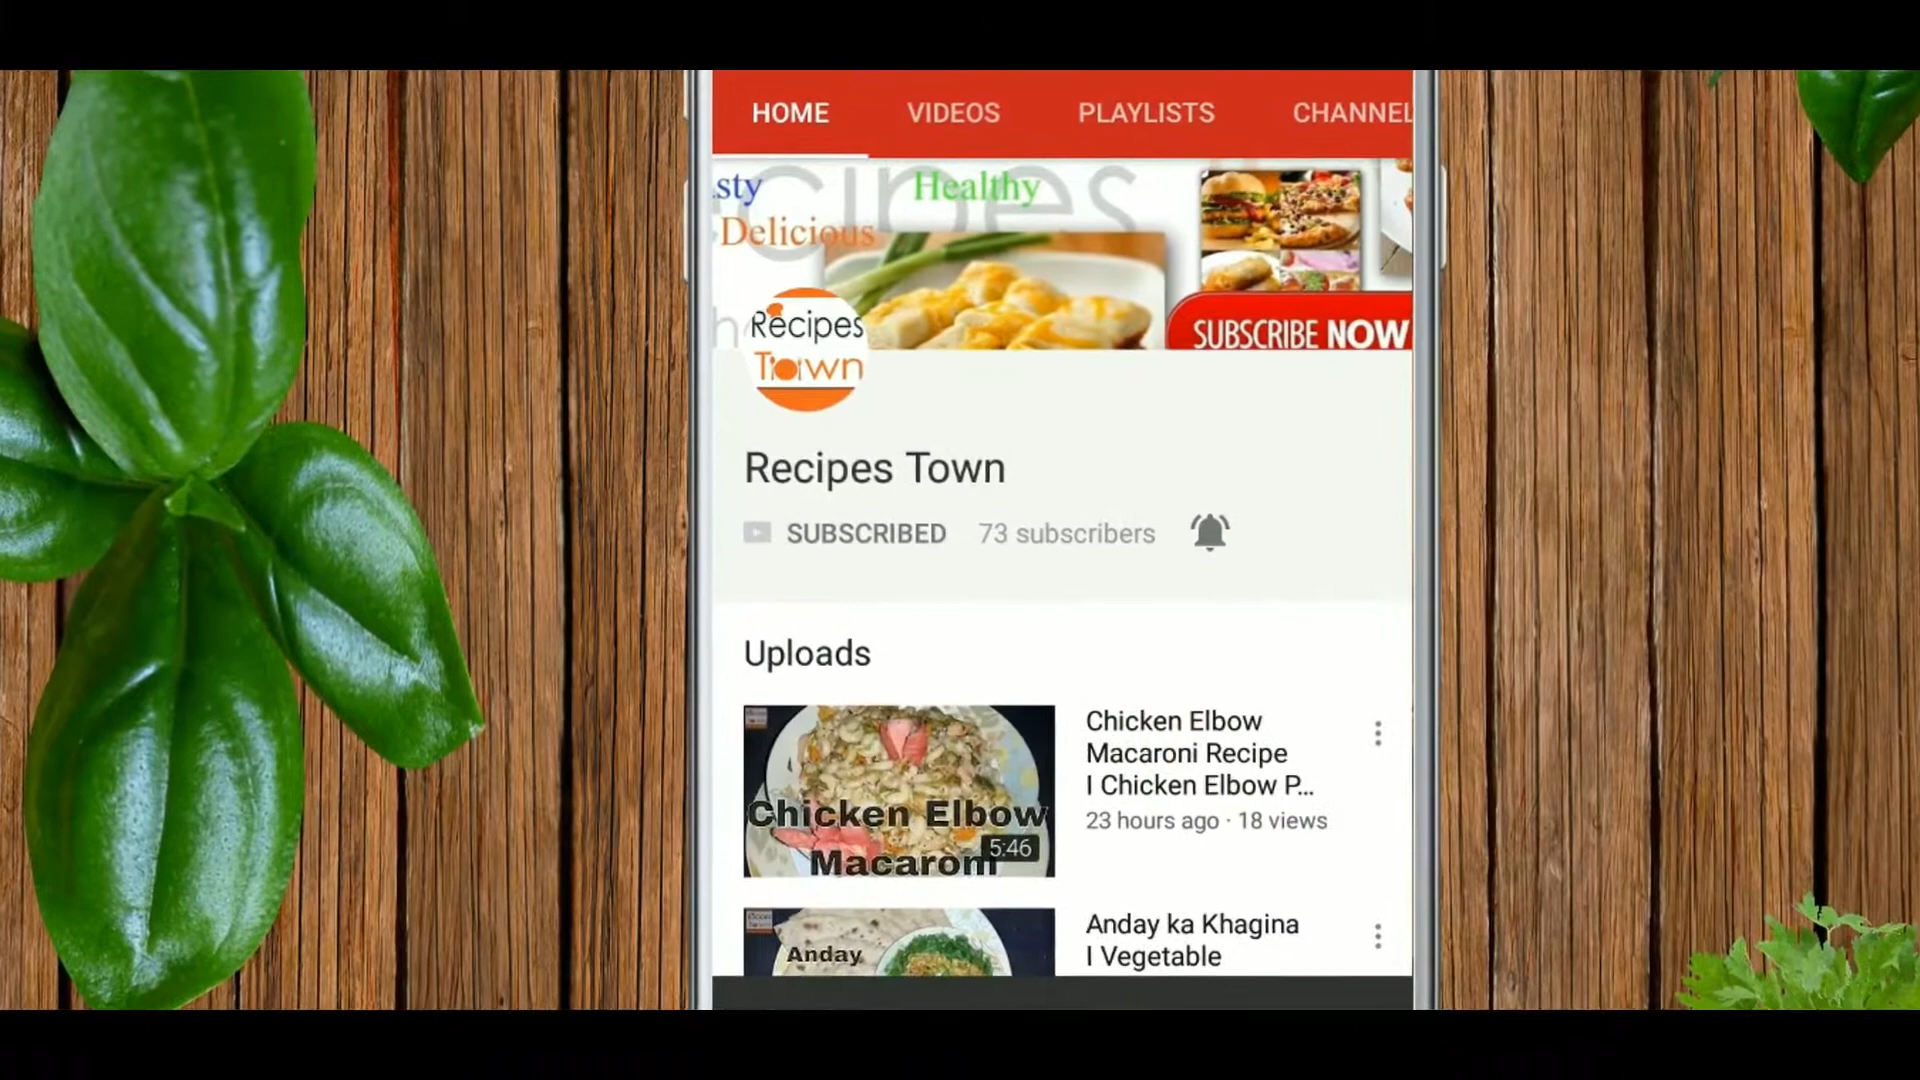 HOME VIDEOS PLAYLISTS CHANNEL
Healthy
Delicious
Recipes
Town
SUBSCRIBE NOW
Recipes Town
SUBSCRIBED 73 subscribers
Uploads
Chicken Elbow
Macaroni
5:46
Chicken Elbow
Macaroni Recipe
I Chicken Elbow P...
23 hours ago · 18 views
Anday
Anday ka Khagina
I Vegetable